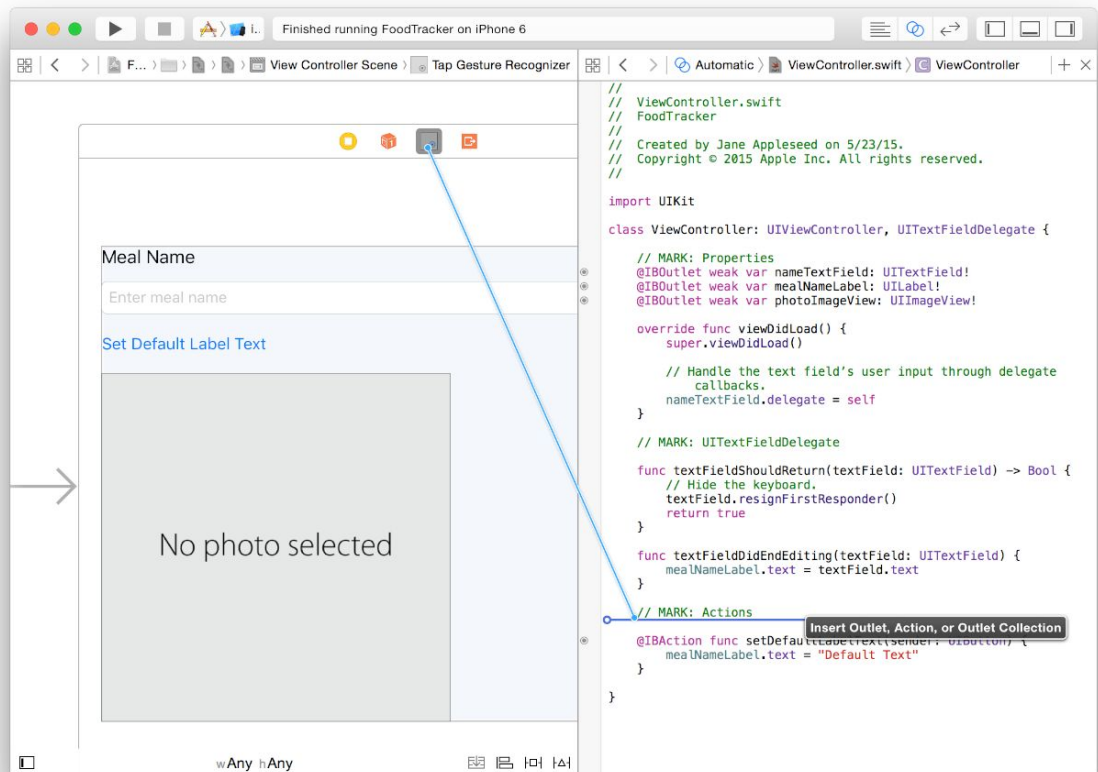 i..
Finished running FoodTracker on iPhone 6
F...
View Controller Scene
Tap Gesture Recognizer
Automatic
ViewController.swift
ViewController
Meal Name
Enter meal name
Set Default Label Text
No photo selected
wAny hAny
//
// ViewController.swift
// FoodTracker
//
// Created by Jane Appleseed on 5/23/15.
// Copyright © 2015 Apple Inc. All rights reserved.
//
import UIKit
class ViewController: UIViewController, UITextFieldDelegate {
// MARK: Properties
@IBOutlet weak var nameTextField: UITextField!
@IBOutlet weak var mealNameLabel: UILabel!
@IBOutlet weak var photoImageView: UIImageView!
override func viewDidLoad() {
super.viewDidLoad()
// Handle the text field’s user input through delegate
callbacks.
nameTextField.delegate = self
}
// MARK: UITextFieldDelegate
func textFieldShouldReturn(textField: UITextField) -> Bool {
// Hide the keyboard.
textField.resignFirstResponder()
return true
}
func textFieldDidEndEditing(textField: UITextField) {
mealNameLabel.text = textField.text
}
// MARK: Actions
Insert Outlet, Action, or Outlet Collection
@IBAction func setDefaultLabelText(sender: UIButton) {
mealNameLabel.text = "Default Text"
}
}